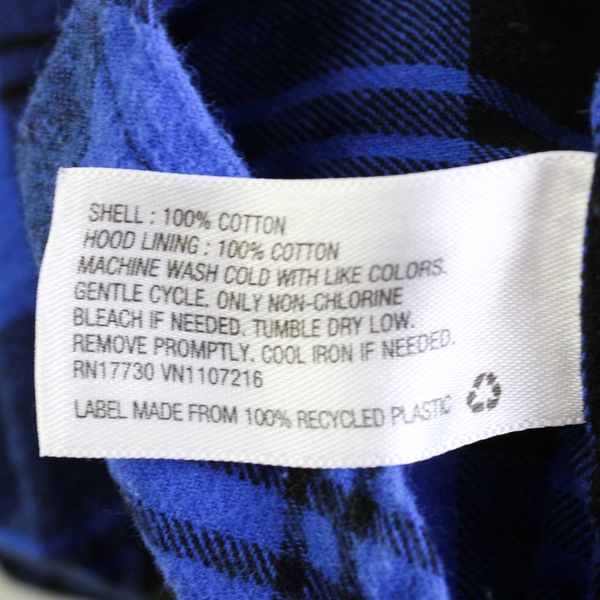 SHELL : 100% COTTON
HOOD LINING : 100% COTTON
MACHINE WASH COLD WITH LIKE COLORS.
GENTLE CYCLE. ONLY NON-CHLORINE
BLEACH IF NEEDED. TUMBLE DRY LOW.
REMOVE PROMPTLY. COOL IRON IF NEEDED.
RN17730 VN1107216
LABEL MADE FROM 100% RECYCLED PLASTIC